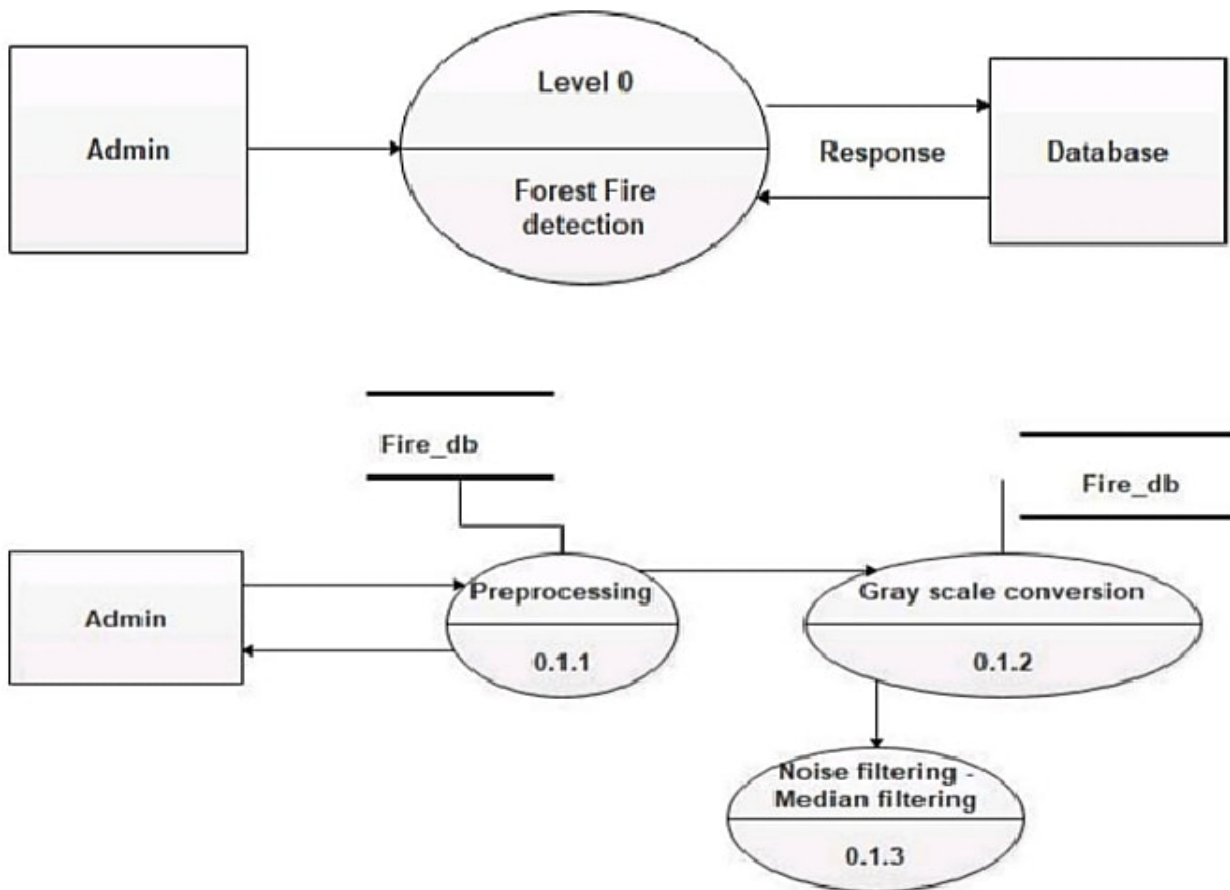 Level 0
Admin
Response
Database
Forest Fire
detection
Fire_db
Fire_db
Admin
Preprocessing
0.1.1
Gray scale conversion
0.1.2
Noise filtering -
Median filtering
0.1.3